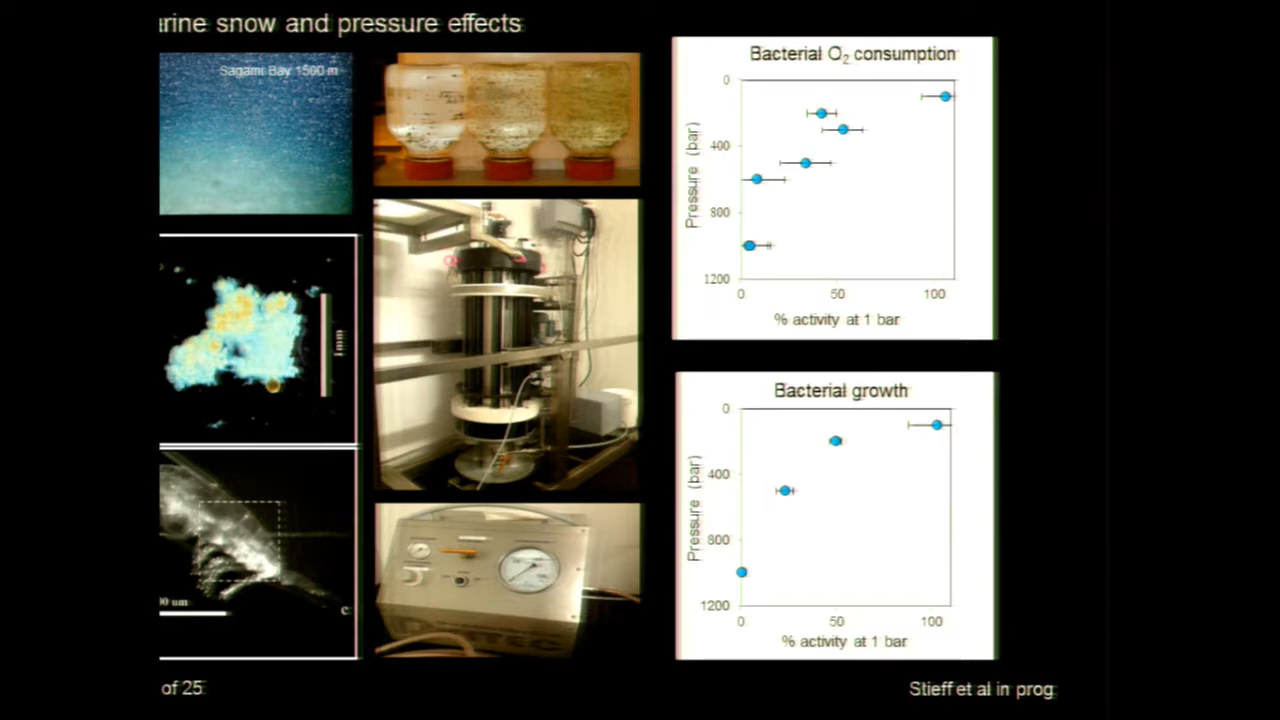 rine snow and pressure effects
Sagami Bay 1500 m
1mm
00 um
c
Bacterial O₂ consumption
0
400
800
1200
Pressure (bar)
0 50 100
% activity at 1 bar
Bacterial growth
0
400
800
1200
Pressure (bar)
0 50 100
% activity at 1 bar
of 25
Stieff et al in prog